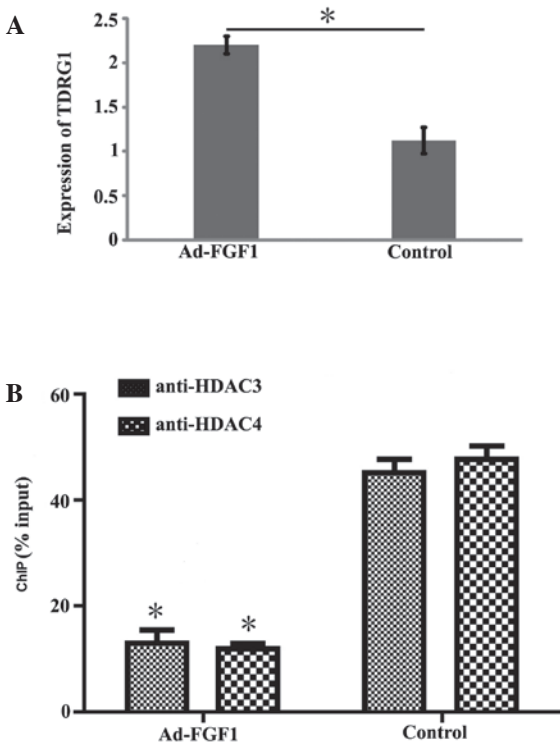 A
*
2.5
2
1.5
1
0.5
0
Expression of TDRG1
Ad-FGF1 Control
B
anti-HDAC3
anti-HDAC4
60
40
20
0
ChIP (% input)
* *
Ad-FGF1 Control